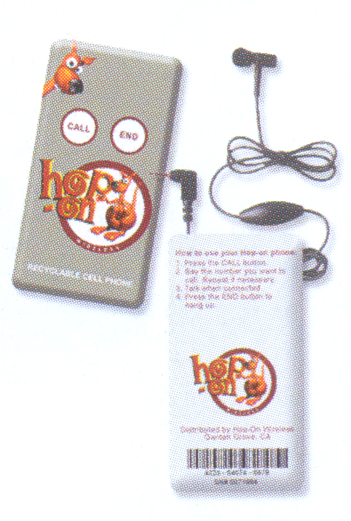 CALL
END
hop
-on
WIRELESS
RECYCLABLE CELL PHONE
How to use your Hop-on phone:
1. Press the CALL button.
2. Say the number you want to
call. Repeat if necessary.
3. Talk when connected.
4. Press the END button to
hang up.
hop
-on
WIRELESS
Distributed by Hop-On Wireless
Garden Grove, CA